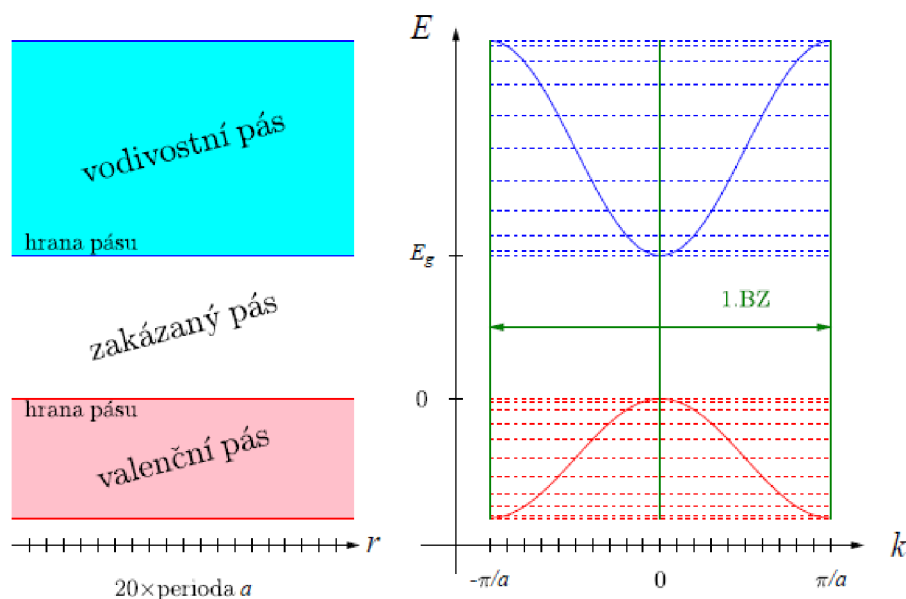 vodivostní pás
hrana pásu
zakázaný pás
hrana pásu
valenční pás
r
20×perioda a
E
E_g
1.BZ
0
k
-π/a
0
π/a